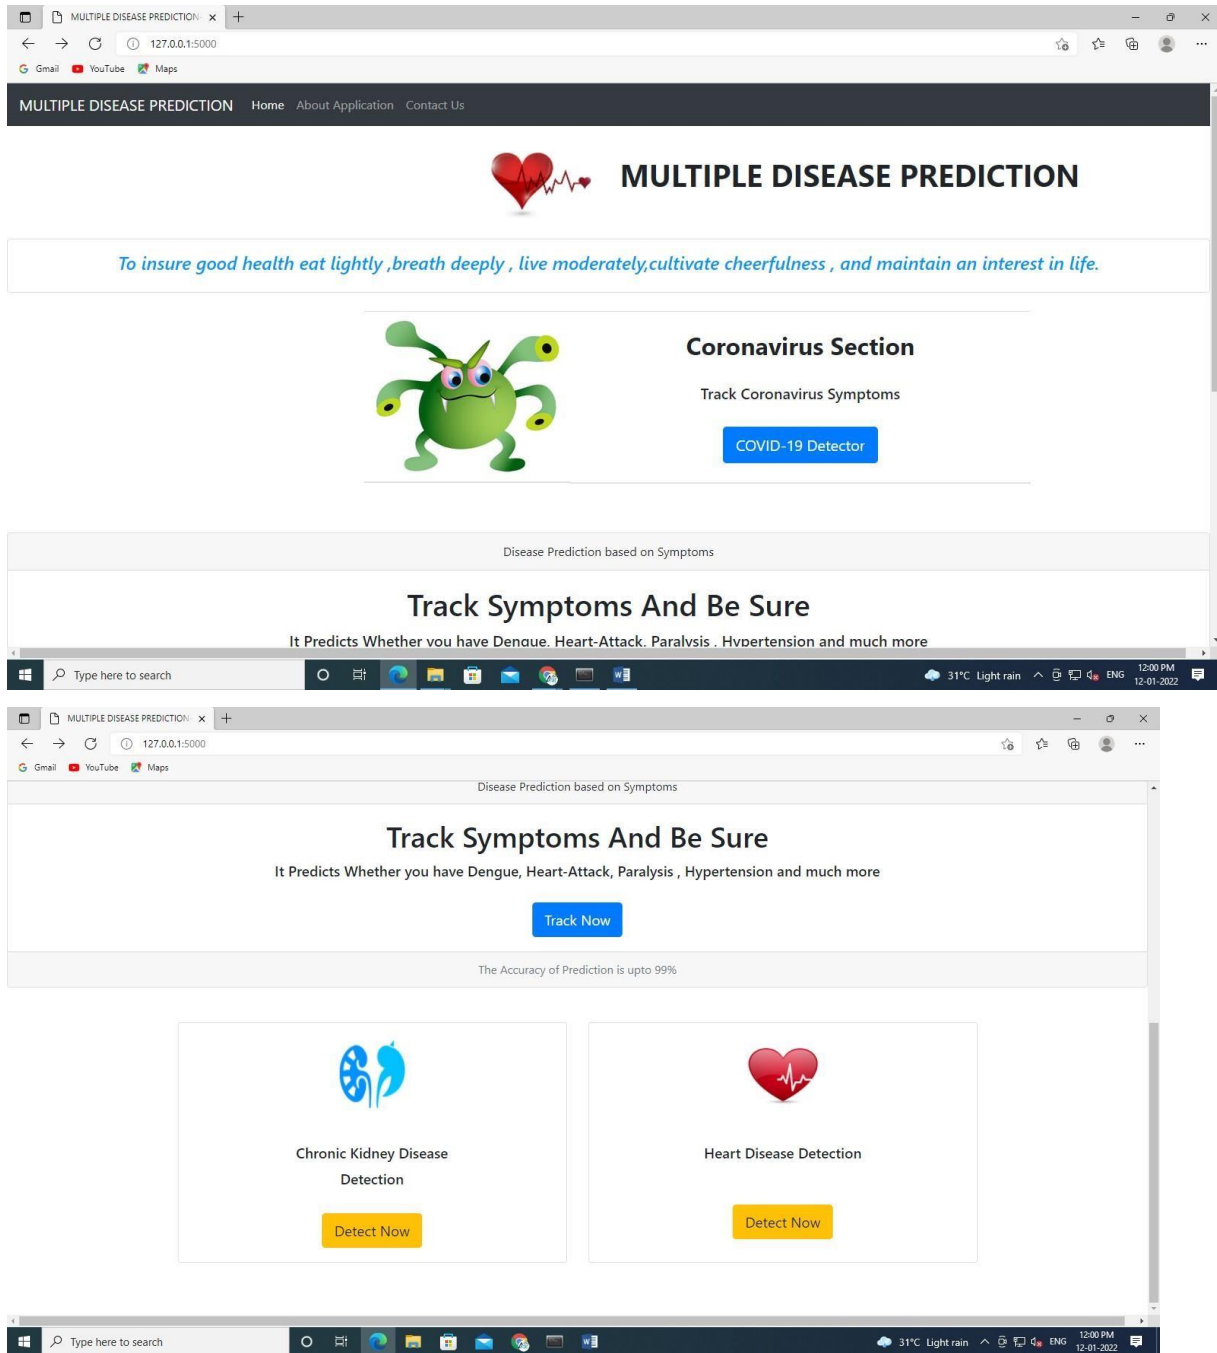 MULTIPLE DISEASE PREDICTION-
127.0.0.1:5000
Gmail YouTube Maps
MULTIPLE DISEASE PREDICTION Home About Application Contact Us
MULTIPLE DISEASE PREDICTION
To insure good health eat lightly ,breath deeply , live moderately,cultivate cheerfulness , and maintain an interest in life.
Coronavirus Section
Track Coronavirus Symptoms
COVID-19 Detector
Disease Prediction based on Symptoms
Track Symptoms And Be Sure
It Predicts Whether you have Dengue, Heart-Attack, Paralysis , Hypertension and much more
Type here to search 31°C Light rain ENG 12:00 PM
12-01-2022
MULTIPLE DISEASE PREDICTION-
127.0.0.1:5000
Gmail YouTube Maps
Disease Prediction based on Symptoms
Track Symptoms And Be Sure
It Predicts Whether you have Dengue, Heart-Attack, Paralysis , Hypertension and much more
Track Now
The Accuracy of Prediction is upto 99%
Chronic Kidney Disease
Detection
Detect Now
Heart Disease Detection
Detect Now
Type here to search 31°C Light rain ENG 12:00 PM
12-01-2022